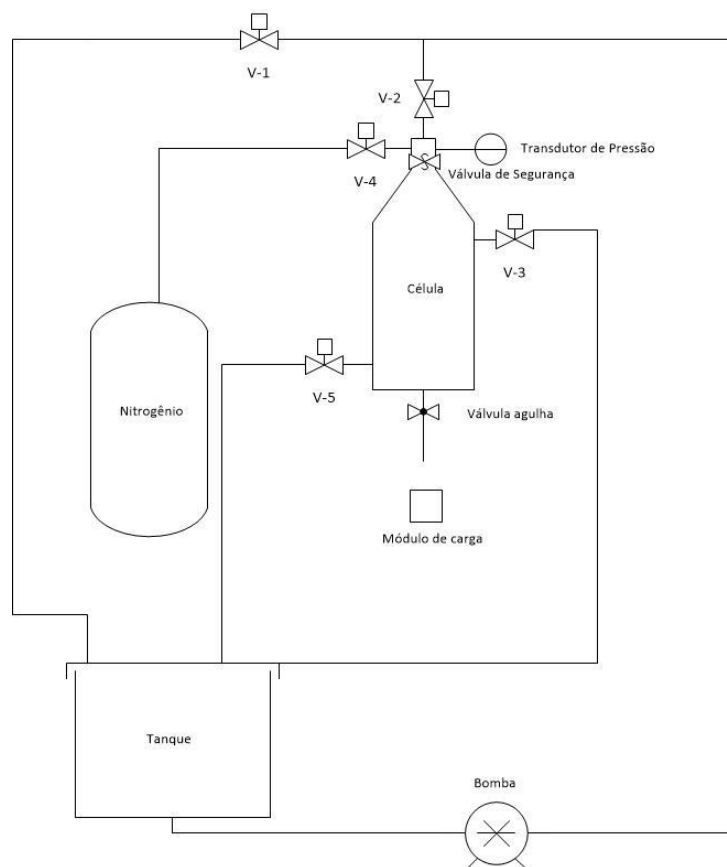 V-1
V-2
Transdutor de Pressão
V-4
Válvula de Segurança
V-3
Célula
V-5
Nitrogênio
Válvula agulha
Módulo de carga
Tanque
Bomba